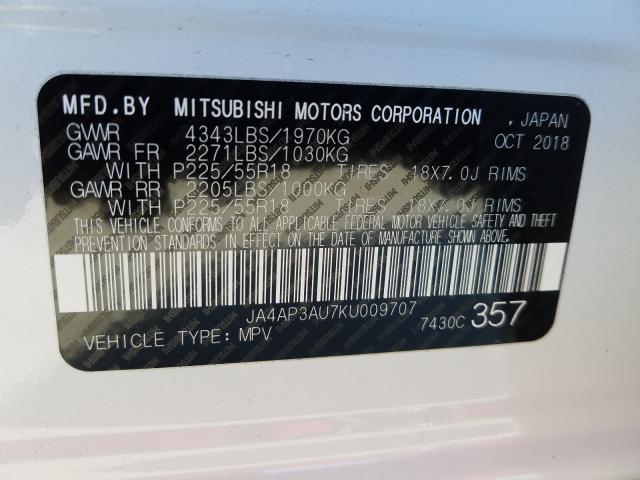 MFD.BY MITSUBISHI MOTORS CORPORATION , JAPAN
GVWR 4343LBS/1970KG OCT 2018
GAWR FR 2271LBS/1030KG
WITH P225/55R18 TIRES, 18X7.0J RIMS
GAWR RR 2205LBS/1000KG
WITH P225/55R18 TIRES, 18X7.0J RIMS
THIS VEHICLE CONFORMS TO ALL APPLICABLE FEDERAL MOTOR VEHICLE SAFETY AND THEFT
PREVENTION STANDARDS IN EFFECT ON THE DATE OF MANUFACTURE SHOWN ABOVE.
JA4AP3AU7KU009707
VEHICLE TYPE: MPV 7430C 357